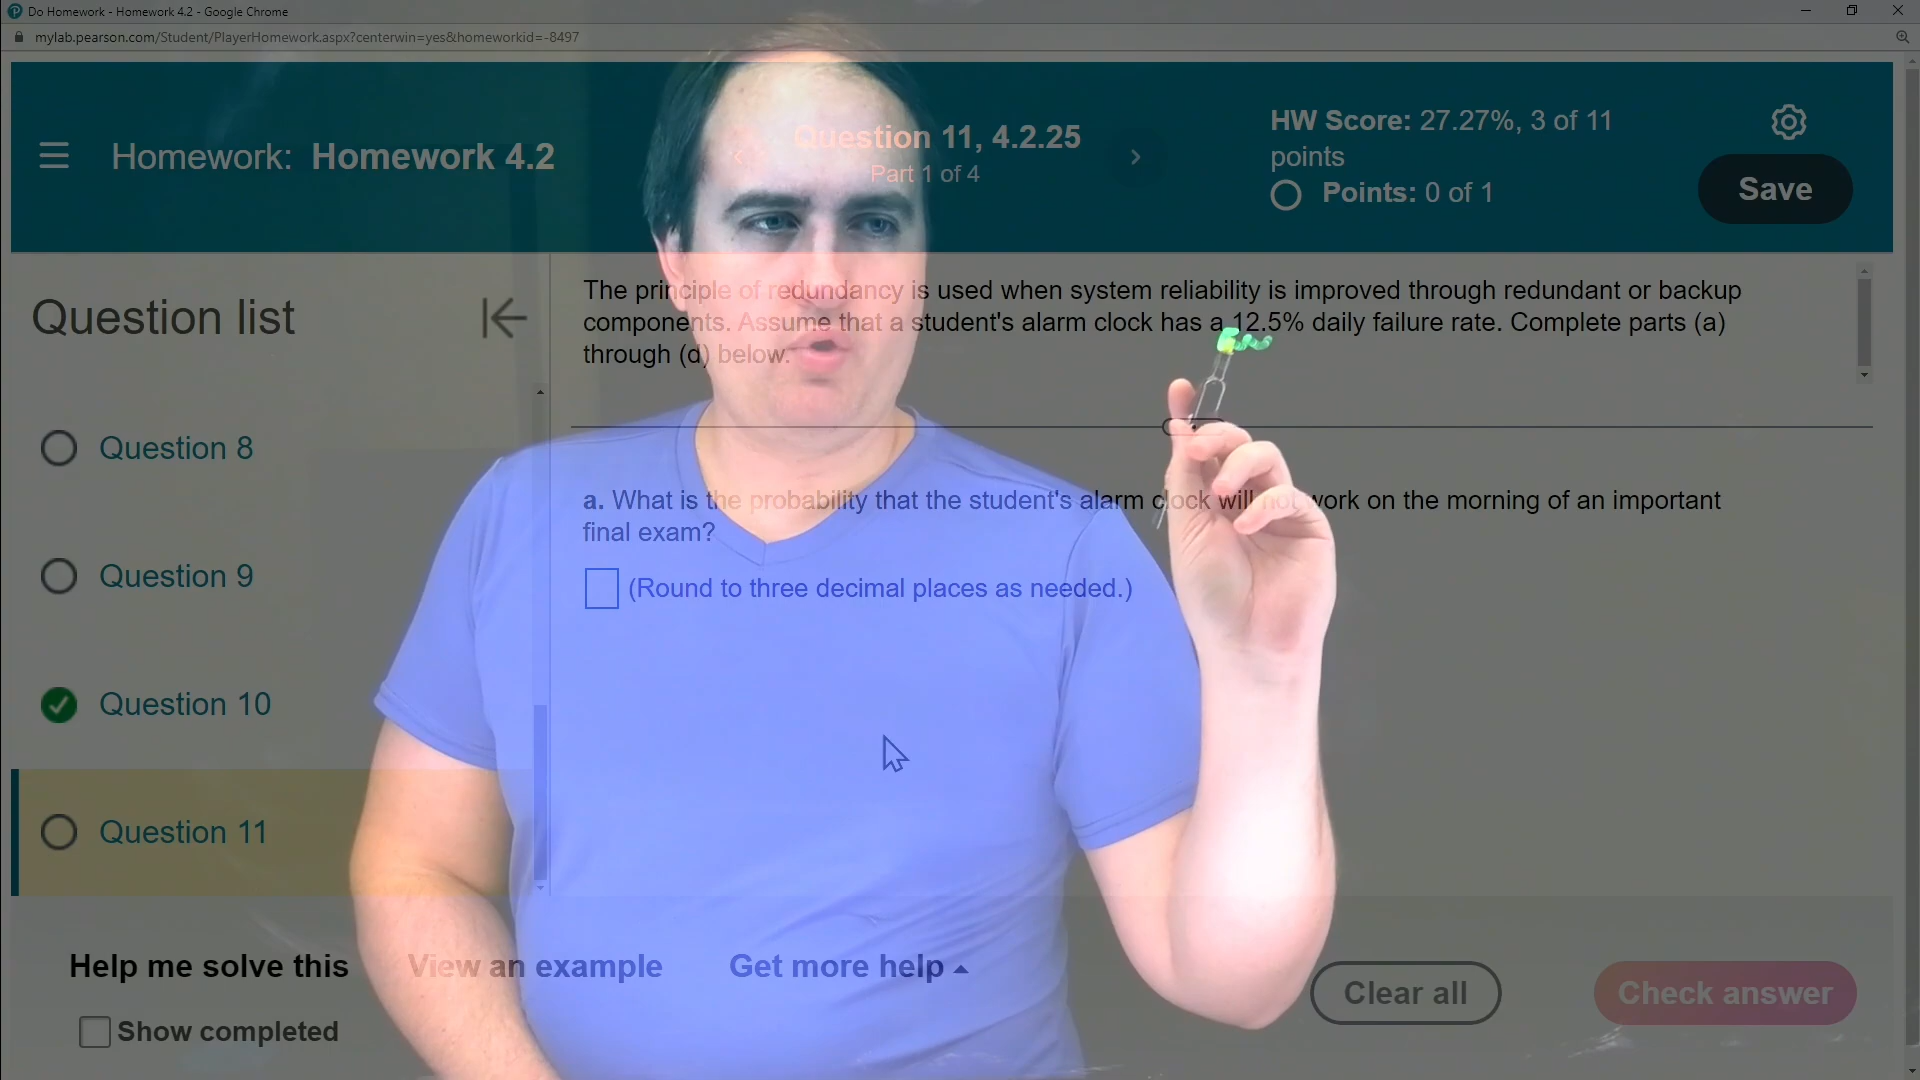 Do Homework - Homework 4.2 - Google Chrome
mylab.pearson.com/Student/PlayerHomework.aspx?centerwin=yes&homeworkid=-8497
Homework: Homework 4.2
Question 11, 4.2.25
Part 1 of 4
HW Score: 27.27%, 3 of 11
points
Points: 0 of 1
Save
Question list
Question 8
Question 9
Question 10
Question 11
The principle of redundancy is used when system reliability is improved through redundant or backup
components. Assume that a student's alarm clock has a 12.5% daily failure rate. Complete parts (a)
through (d) below.
a. What is the probability that the student's alarm clock will not work on the morning of an important
final exam?
(Round to three decimal places as needed.)
Help me solve this
View an example
Get more help
Clear all
Check answer
Show completed